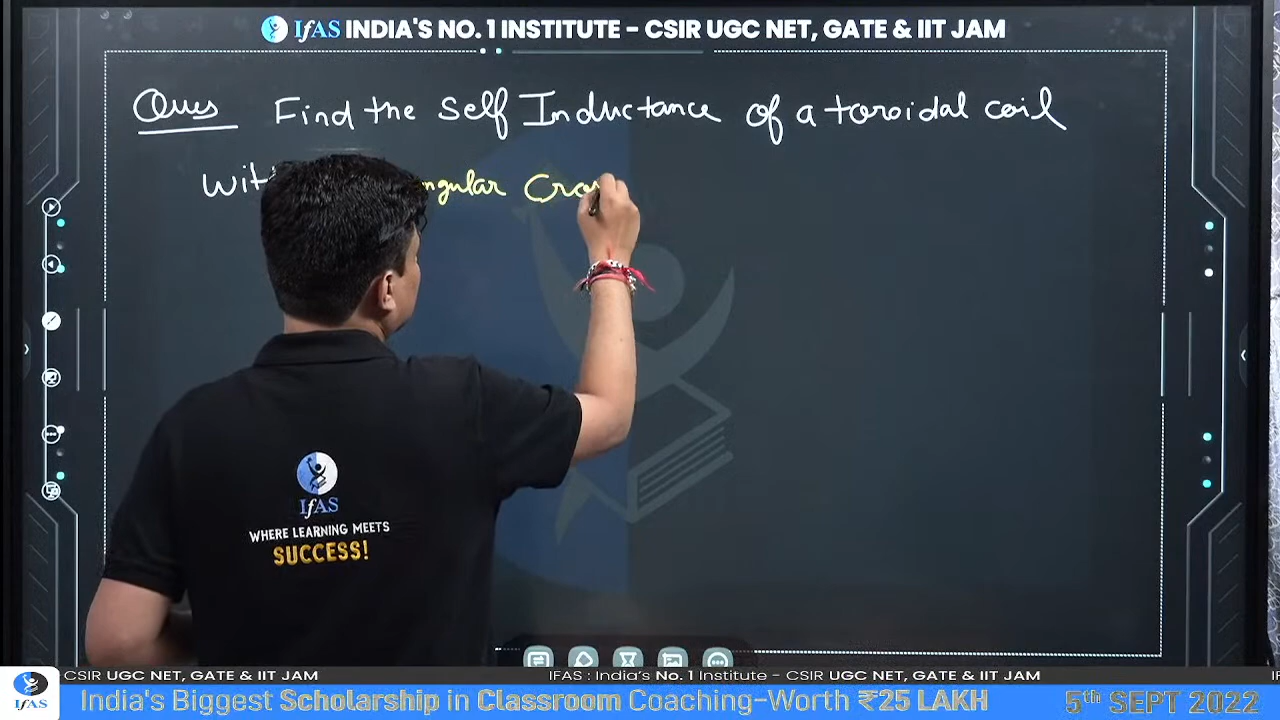 IfAS INDIA'S NO. 1 INSTITUTE - CSIR UGC NET, GATE & IIT JAM
Ques Find the self Inductance of a toroidal coil
IfAS
WHERE LEARNING MEETS
SUCCESS!
CSIR UGC NET, GATE & IIT JAM IFAS : India's No. 1 Institute - CSIR UGC NET, GATE & IIT JAM
IfAS India's Biggest Scholarship in Classroom Coaching-Worth ₹25 LAKH 5th SEPT 2022